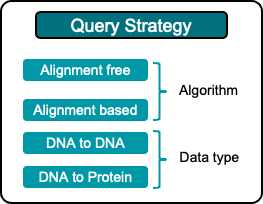 Query Strategy
Alignment free
Algorithm
Alignment based
DNA to DNA
Data type
DNA to Protein